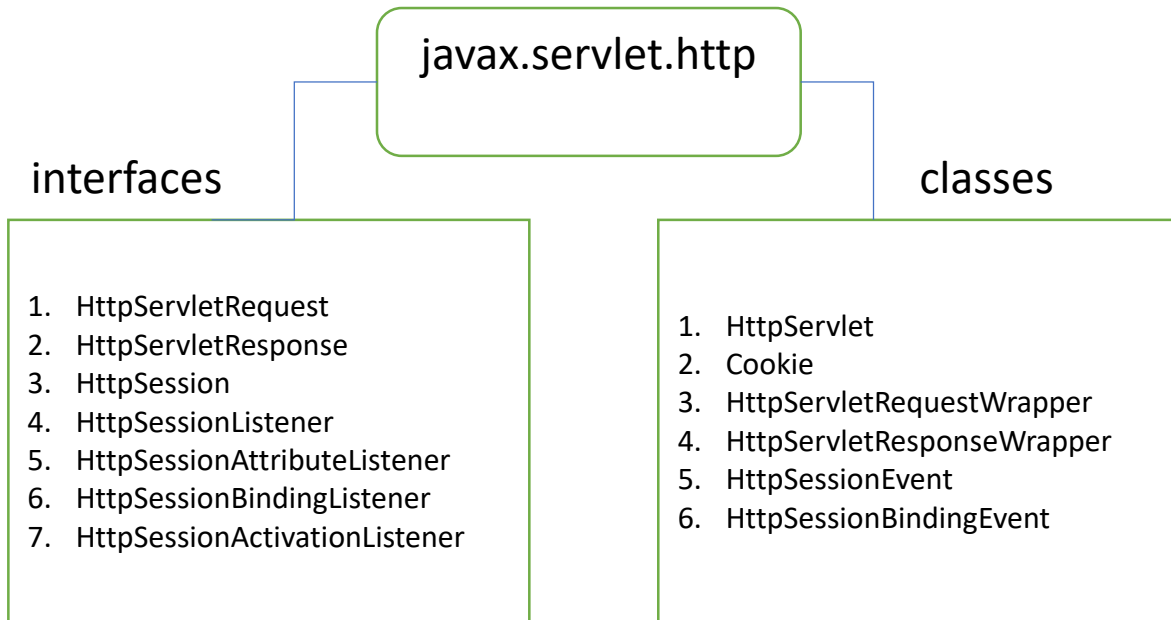 javax.servlet.http
interfaces
classes
1. HttpServletRequest
2. HttpServletResponse
3. HttpSession
4. HttpSessionListener
5. HttpSessionAttributeListener
6. HttpSessionBindingListener
7. HttpSessionActivationListener
1. HttpServlet
2. Cookie
3. HttpServletRequestWrapper
4. HttpServletResponseWrapper
5. HttpSessionEvent
6. HttpSessionBindingEvent